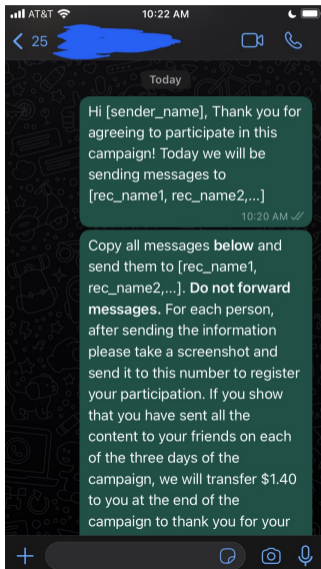 AT&T
10:22 AM
25
Today
Hi [sender_name], Thank you for
agreeing to participate in this
campaign! Today we will be
sending messages to
[rec_name1, rec_name2,...]
10:20 AM
Copy all messages below and
send them to [rec_name1,
rec_name2,...]. Do not forward
messages. For each person,
after sending the information
please take a screenshot and
send it to this number to register
your participation. If you show
that you have sent all the
content to your friends on each
of the three days of the
campaign, we will transfer $1.40
to you at the end of the
campaign to thank you for your